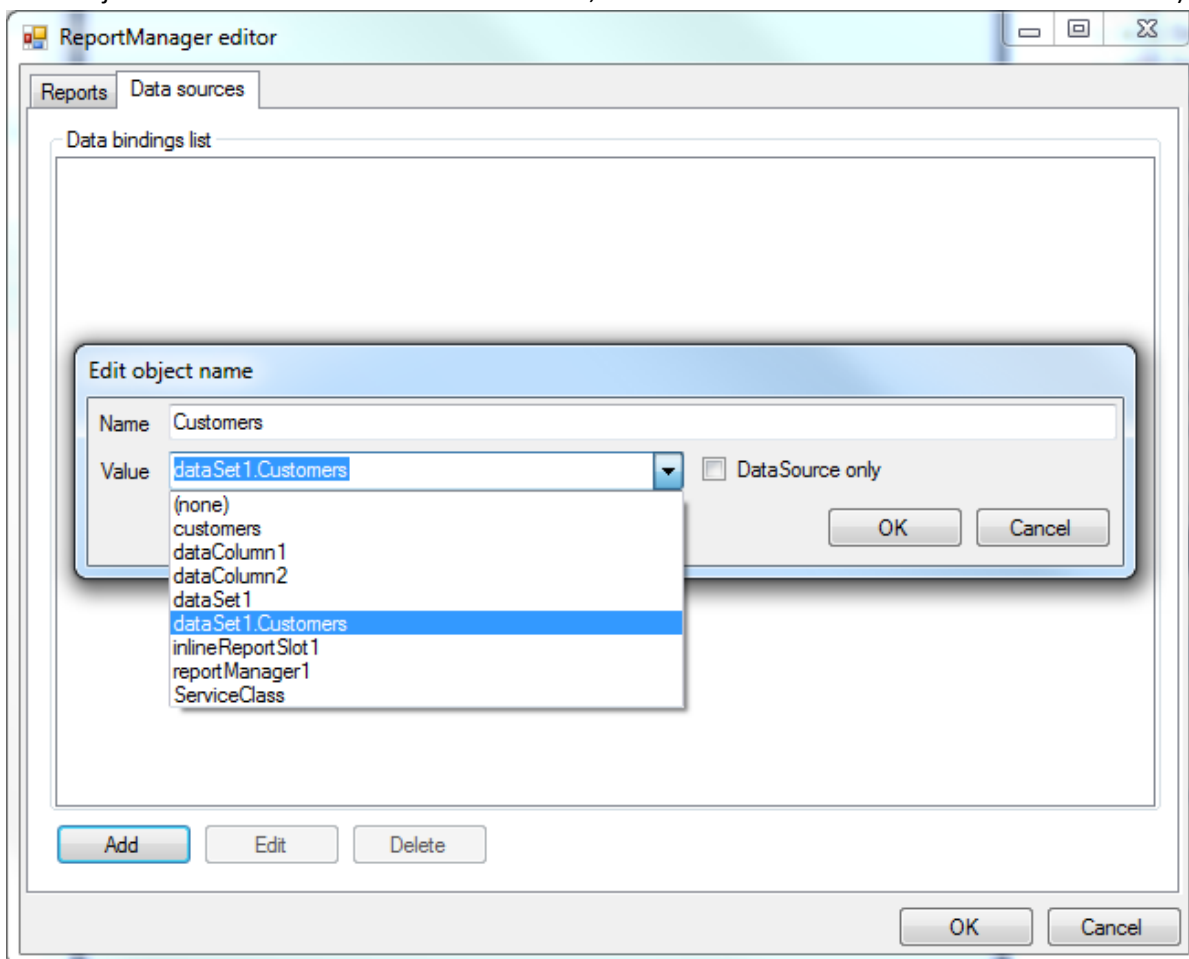 ReportManager editor
Reports Data sources
Data bindings list
Edit object name
Name Customers
Value dataSet1.Customers DataSource only
(none)
customers
dataColumn1
dataColumn2
dataSet1
dataSet1.Customers
inlineReportSlot1
reportManager1
ServiceClass
OK Cancel
Add Edit Delete
OK Cancel